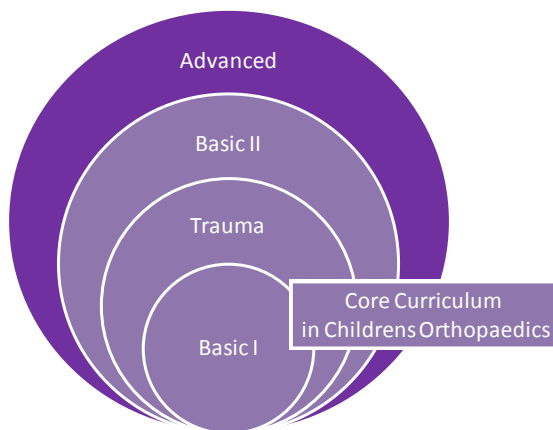 Advanced
Basic II
Trauma
Core Curriculum
in Childrens Orthopaedics
Basic I